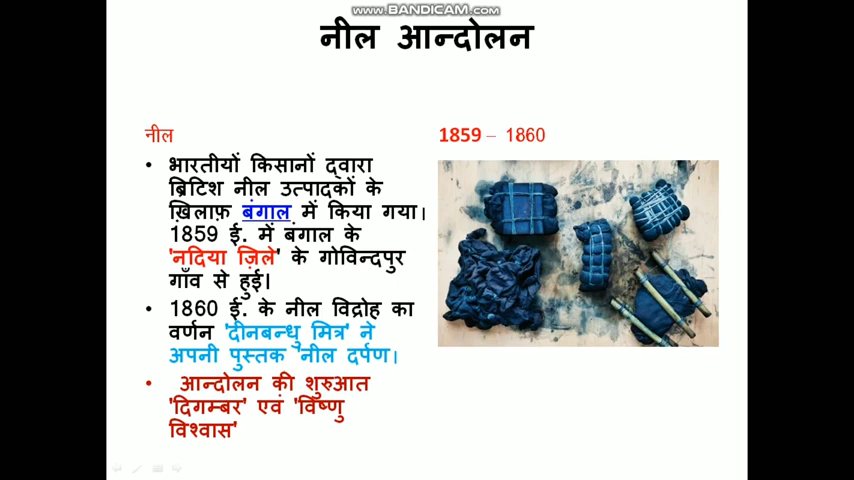 www.BANDICAM.com
नील आन्दोलन
नील
भारतीयों किसानों द्वारा
ब्रिटिश नील उत्पादकों के
ख़िलाफ़ बंगाल में किया गया।
1859 ई. में बंगाल के
'नदिया ज़िले' के गोविन्दपुर
गाँव से हुई।
1860 ई. के नील विद्रोह का
वर्णन 'दीनबन्धु मित्र' ने
अपनी पुस्तक 'नील दर्पण।
आन्दोलन की शुरुआत
'दिगम्बर' एवं 'विष्णु
विश्वास'
1859 – 1860